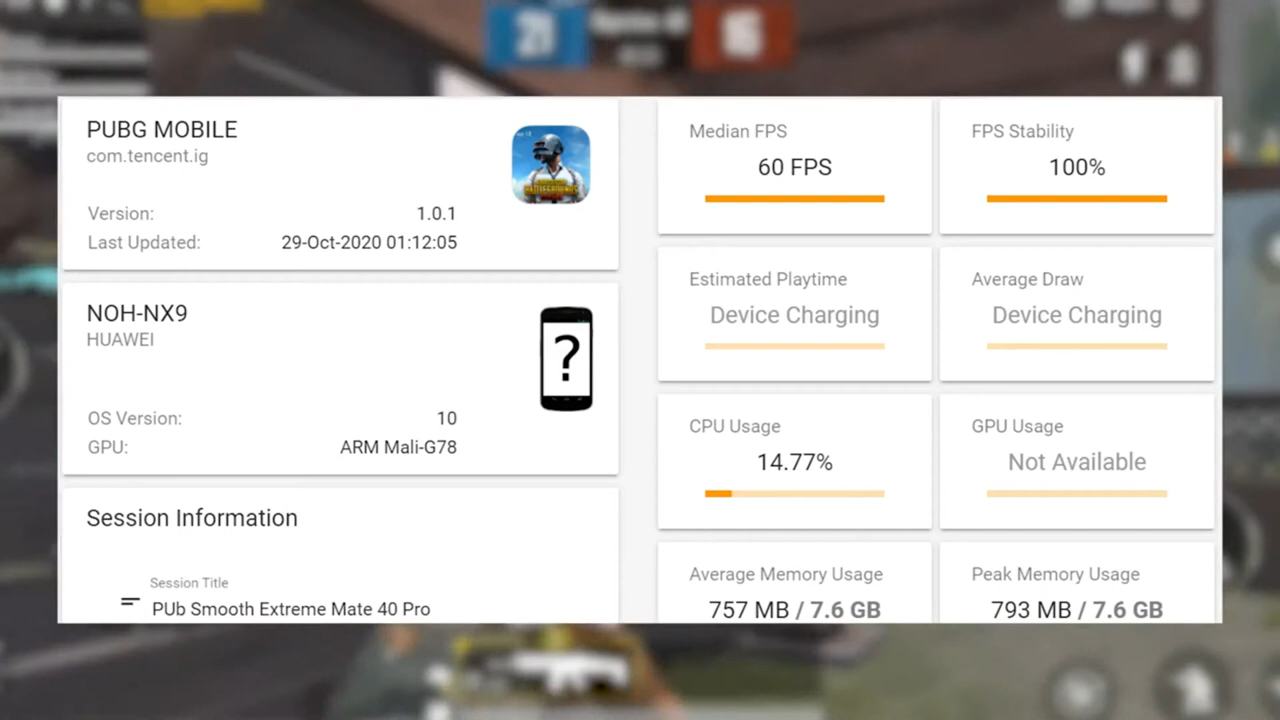 21
16
PUBG MOBILE
com.tencent.ig
Version: 1.0.1
Last Updated: 29-Oct-2020 01:12:05
NOH-NX9
HUAWEI
?
OS Version: 10
GPU: ARM Mali-G78
Session Information
Session Title
PUb Smooth Extreme Mate 40 Pro
Median FPS
60 FPS
FPS Stability
100%
Estimated Playtime
Device Charging
Average Draw
Device Charging
CPU Usage
14.77%
GPU Usage
Not Available
Average Memory Usage
757 MB / 7.6 GB
Peak Memory Usage
793 MB / 7.6 GB